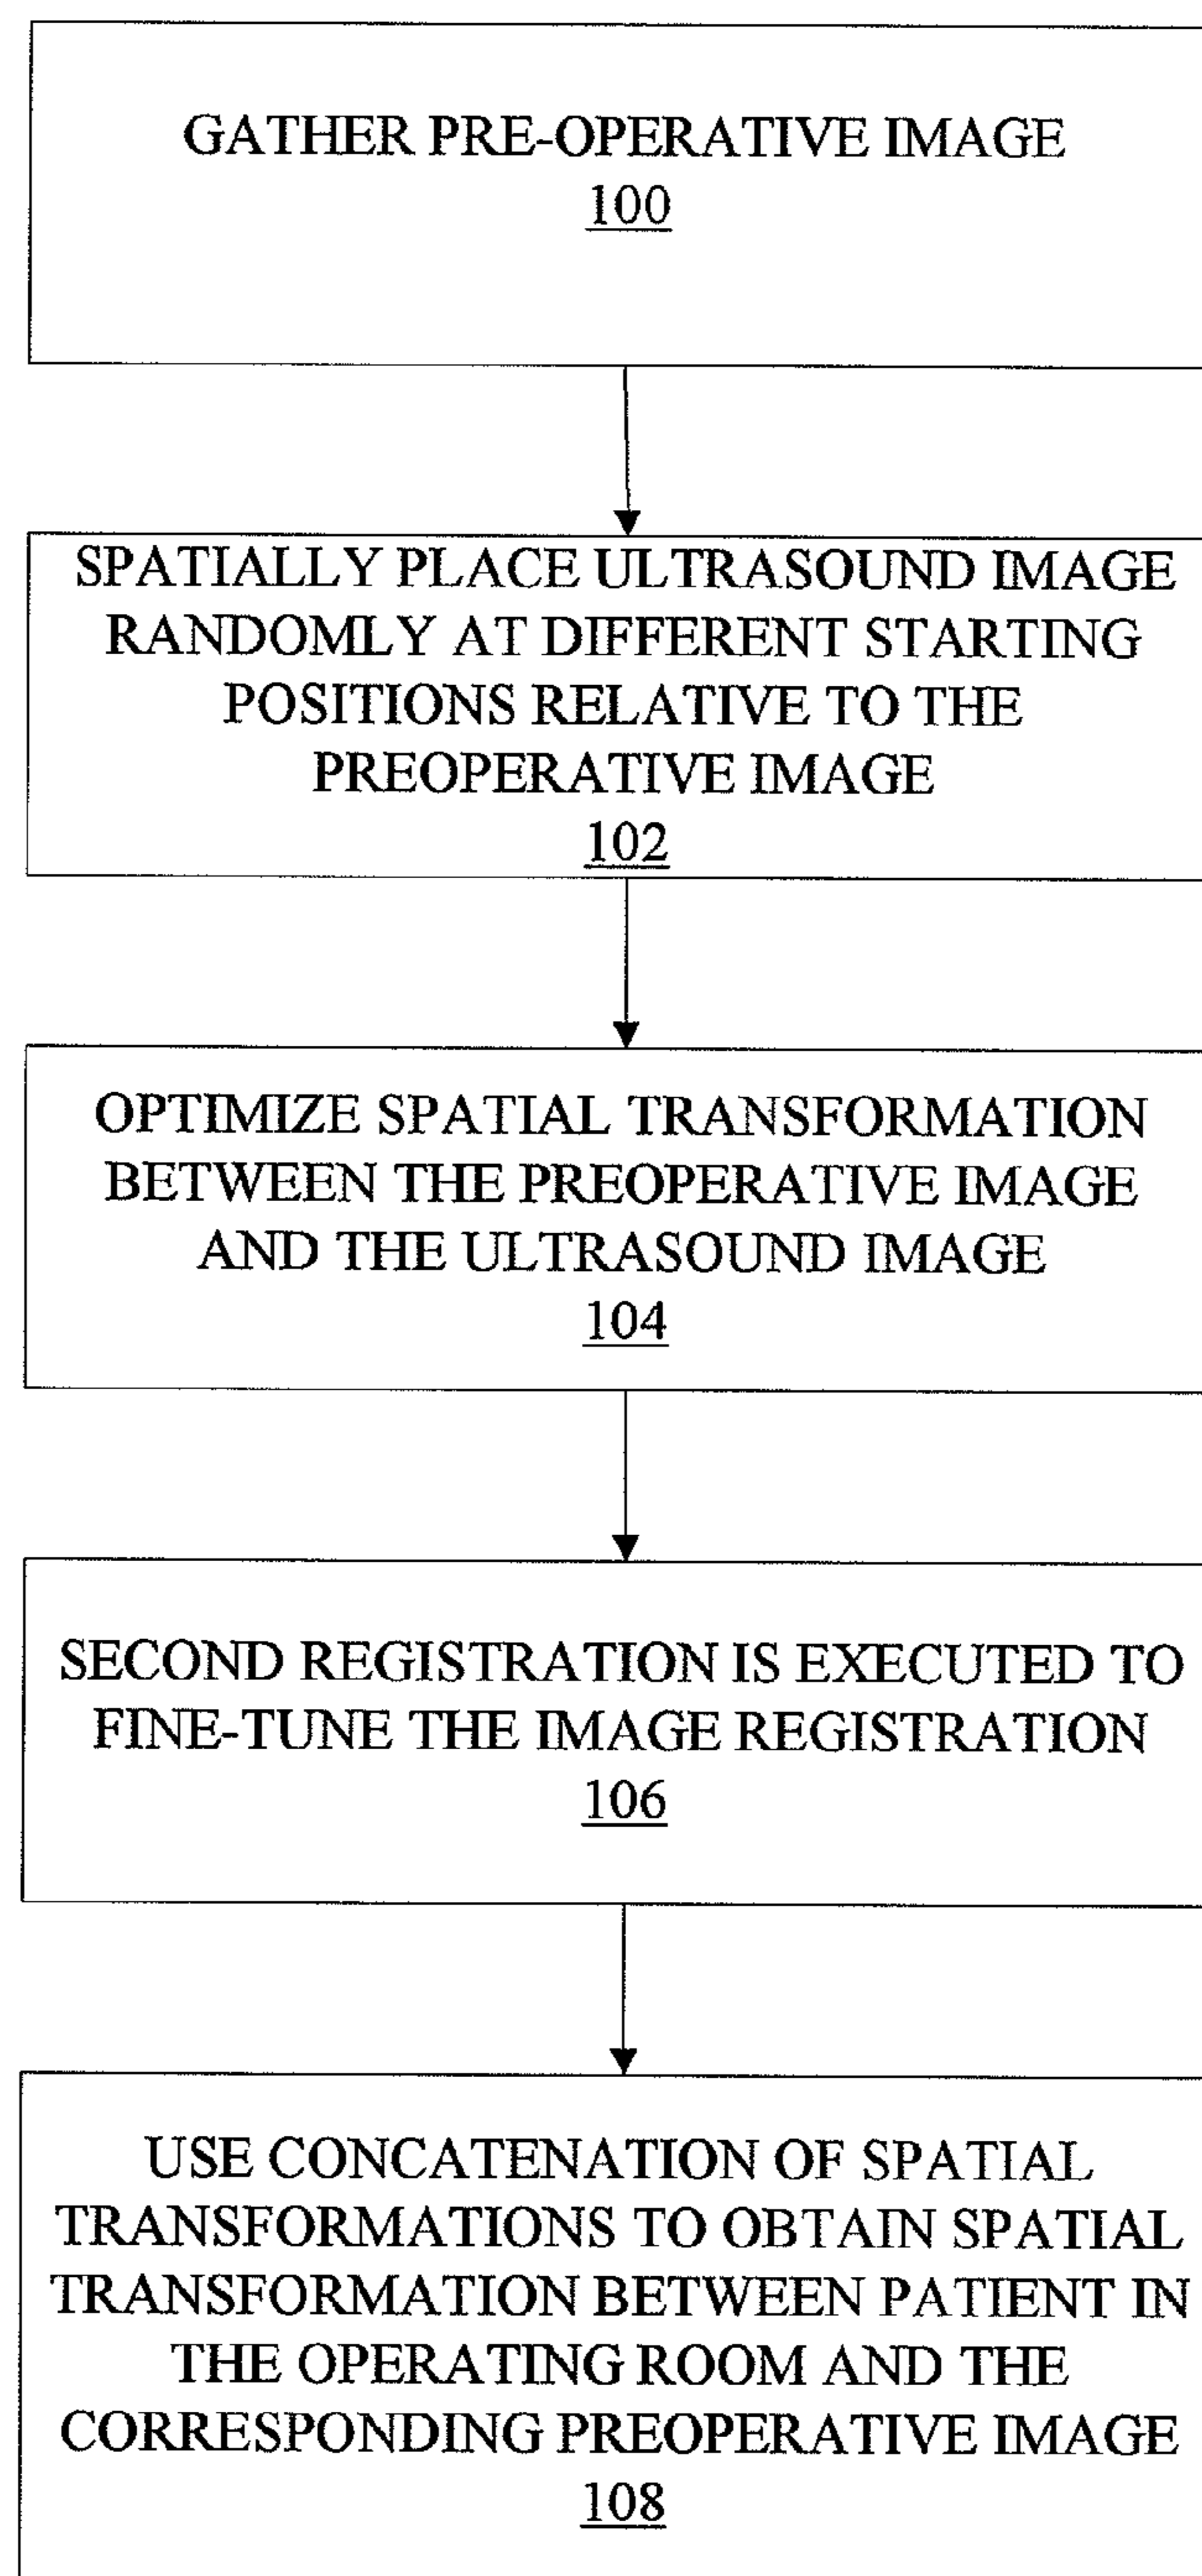 GATHER PRE-OPERATIVE IMAGE
100
SPATIALLY PLACE ULTRASOUND IMAGE
RANDOMLY AT DIFFERENT STARTING
POSITIONS RELATIVE TO THE
PREOPERATIVE IMAGE
102
OPTIMIZE SPATIAL TRANSFORMATION
BETWEEN THE PREOPERATIVE IMAGE
AND THE ULTRASOUND IMAGE
104
SECOND REGISTRATION IS EXECUTED TO
FINE-TUNE THE IMAGE REGISTRATION
106
USE CONCATENATION OF SPATIAL
TRANSFORMATIONS TO OBTAIN SPATIAL
TRANSFORMATION BETWEEN PATIENT IN
THE OPERATING ROOM AND THE
CORRESPONDING PREOPERATIVE IMAGE
108